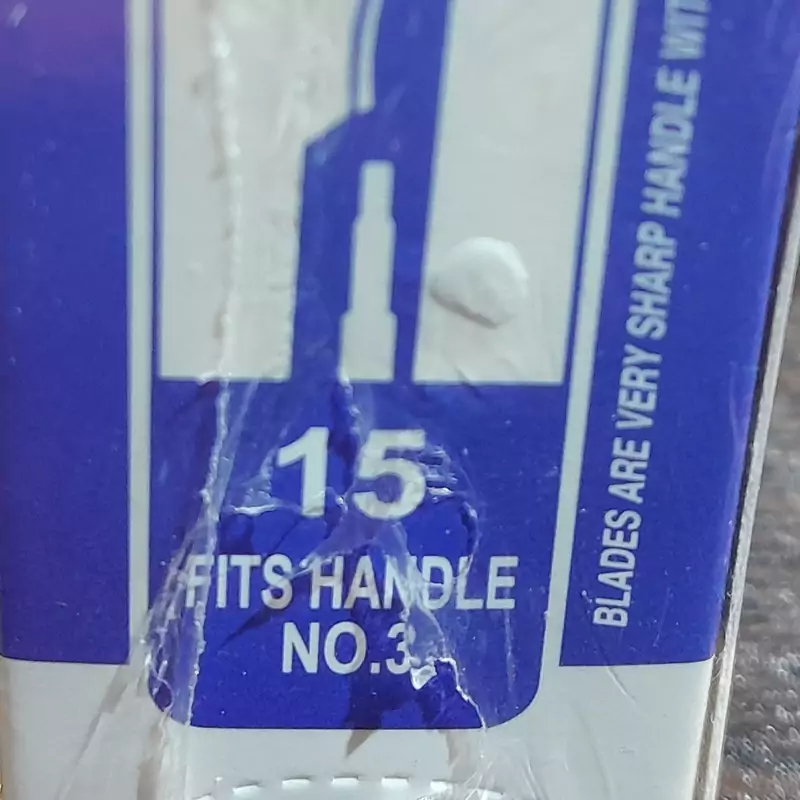 15
FITS HANDLE
NO.3
BLADES ARE VERY SHARP HANDLE